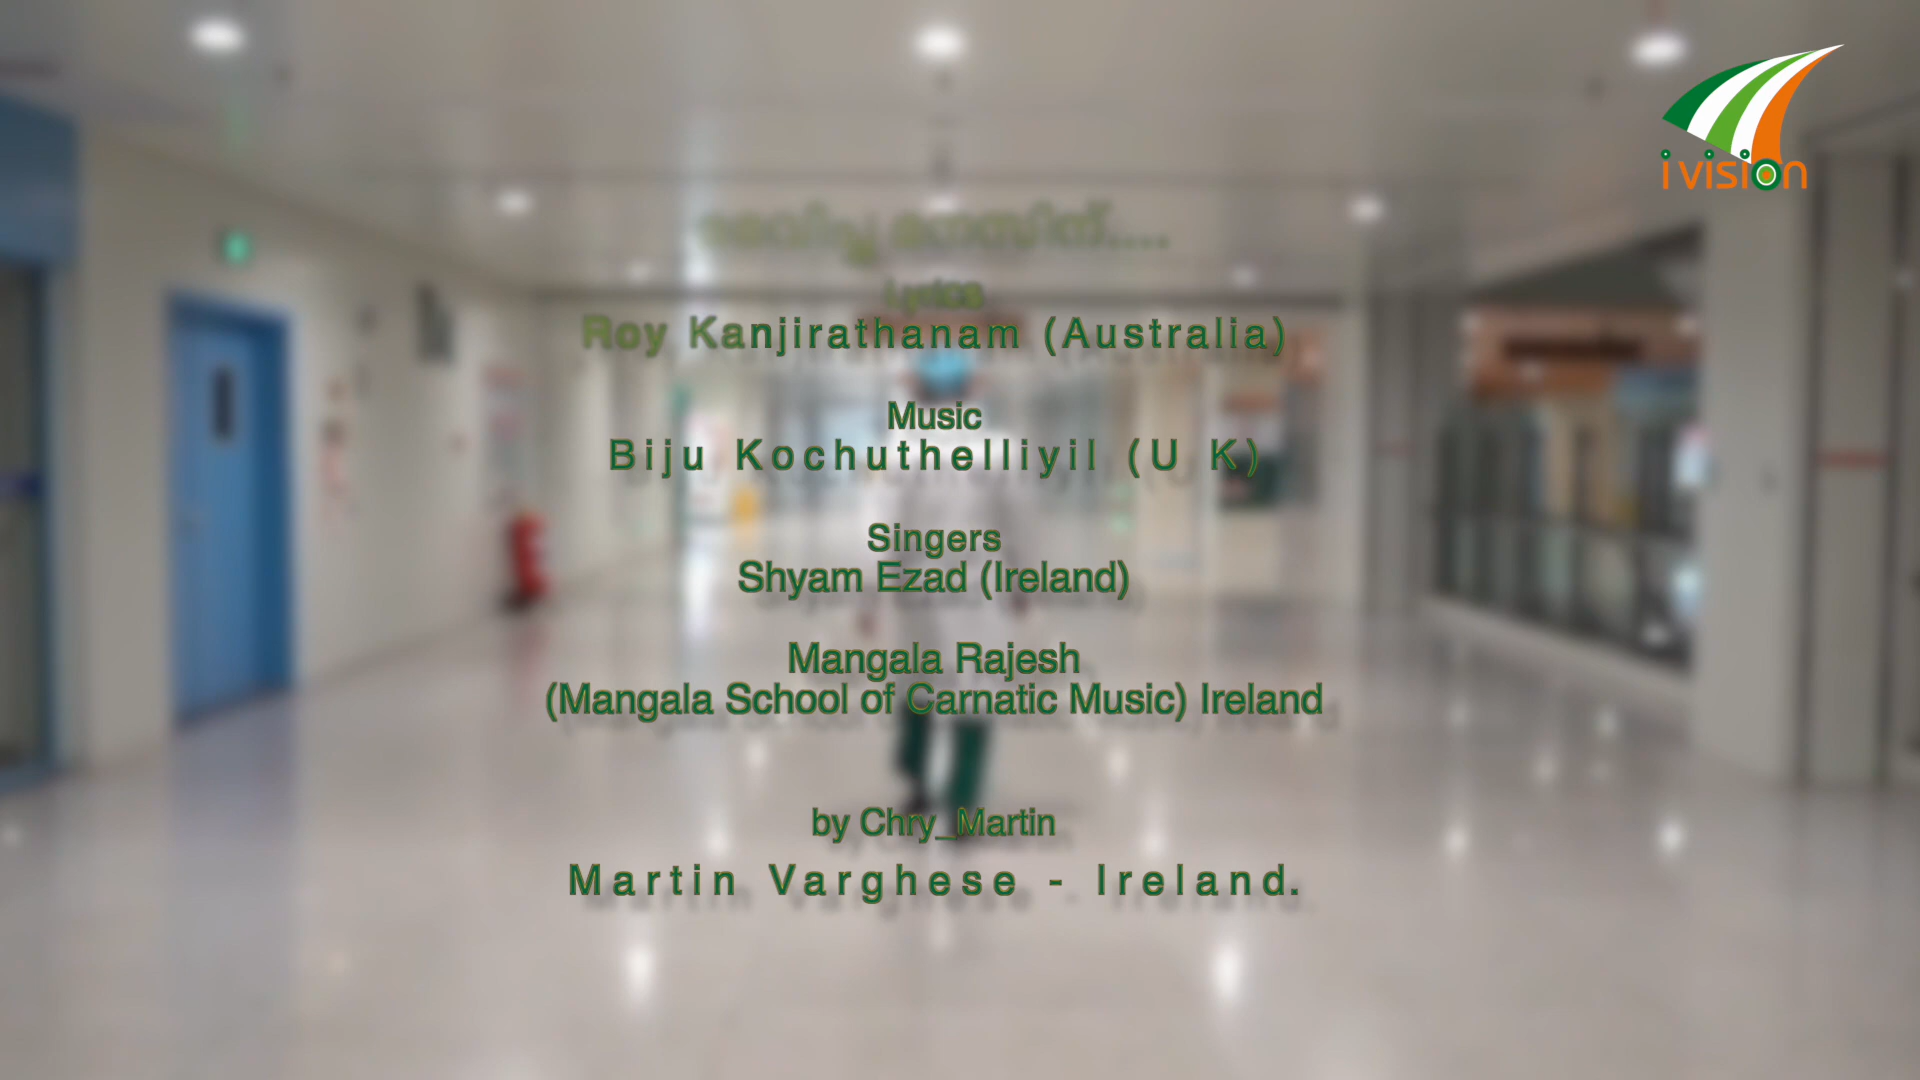 i vision
Lyrics
Roy Kanjirathanam (Australia)
Music
Biju Kochuthelliyil (U K)
Singers
Shyam Ezad (Ireland)
Mangala Rajesh
(Mangala School of Carnatic Music) Ireland
by Chry_Martin
Martin Varghese - Ireland.